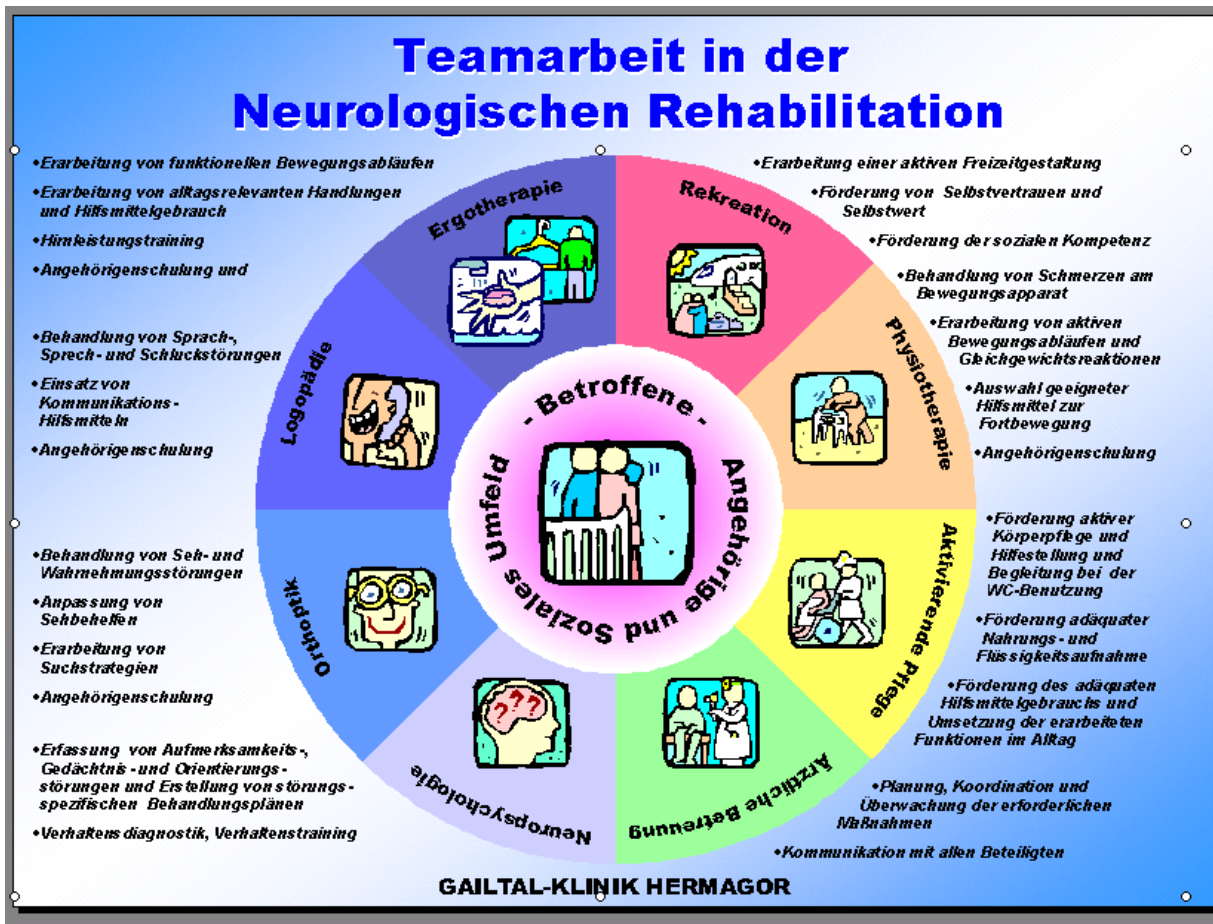 Teamarbeit in der
Neurologischen Rehabilitation
•Erarbeitung von funktionellen Bewegungsabläufen
•Erarbeitung von alltagsrelevanten Handlungen
und Hilfsmittelgebrauch
•Hirnleistungstraining
•Angehörigenschulung und
•Behandlung von Sprach-,
Sprech- und Schluckstörungen
•Einsatz von
Kommunikations-
Hilfsmitteln
•Angehörigenschulung
•Behandlung von Seh- und
Wahrnehmungsstörungen
•Anpassung von
Sehbehelfen
•Erarbeitung von
Suchstrategien
•Angehörigenschulung
•Erfassung von Aufmerksamkeits-,
Gedächtnis-und Orientierungs-
störungen und Erstellung von störungs-
spezifischen Behandlungsplänen
•Verhaltensdiagnostik, Verhaltenstraining
Ergotherapie
Rekreation
Logopädie
Physiotherapie
- Betroffene -
Angehörige und Soziales Umfeld
Orthoptik
Aktivierende Pflege
Neuropsychologie
???
Ärztliche Betreuung
•Erarbeitung einer aktiven Freizeitgestaltung
•Förderung von Selbstvertrauen und
Selbstwert
•Förderung der sozialen Kompetenz
•Behandlung von Schmerzen am
Bewegungsapparat
•Erarbeitung von aktiven
Bewegungsabläufen und
Gleichgewichtsreaktionen
•Auswahl geeigneter
Hilfsmittel zur
Fortbewegung
•Angehörigenschulung
•Förderung aktiver
Körperpflege und
Hilfestellung und
Begleitung bei der
WC-Benutzung
•Förderung adäquater
Nahrungs- und
Flüssigkeitsaufnahme
•Förderung des adäquaten
Hilfsmittelgebrauchs und
Umsetzung der erarbeiteten
Funktionen im Alltag
•Planung, Koordination und
Überwachung der erforderlichen
Maßnahmen
•Kommunikation mit allen Beteiligten
GAILTAL-KLINIK HERMAGOR